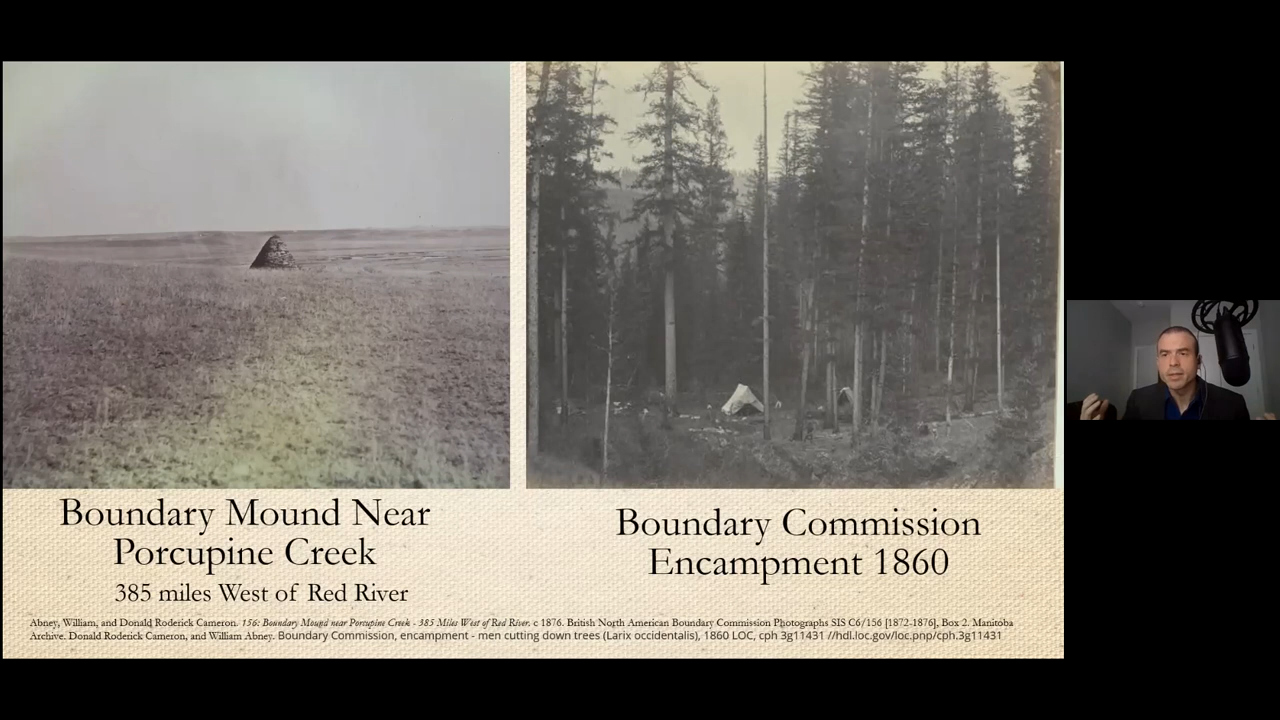 Boundary Mound Near
Porcupine Creek
385 miles West of Red River
Boundary Commission
Encampment 1860
Abney, William, and Donald Roderick Cameron. 156: Boundary Mound near Porcupine Creek - 385 Miles West of Red River. c 1876. British North American Boundary Commission Photographs SIS C6/156 [1872-1876], Box 2. Manitoba
Archive. Donald Roderick Cameron, and William Abney. Boundary Commission, encampment - men cutting down trees (Larix occidentalis), 1860 LOC, cph 3g11431 //hdl.loc.gov/loc.pnp/cph.3g11431